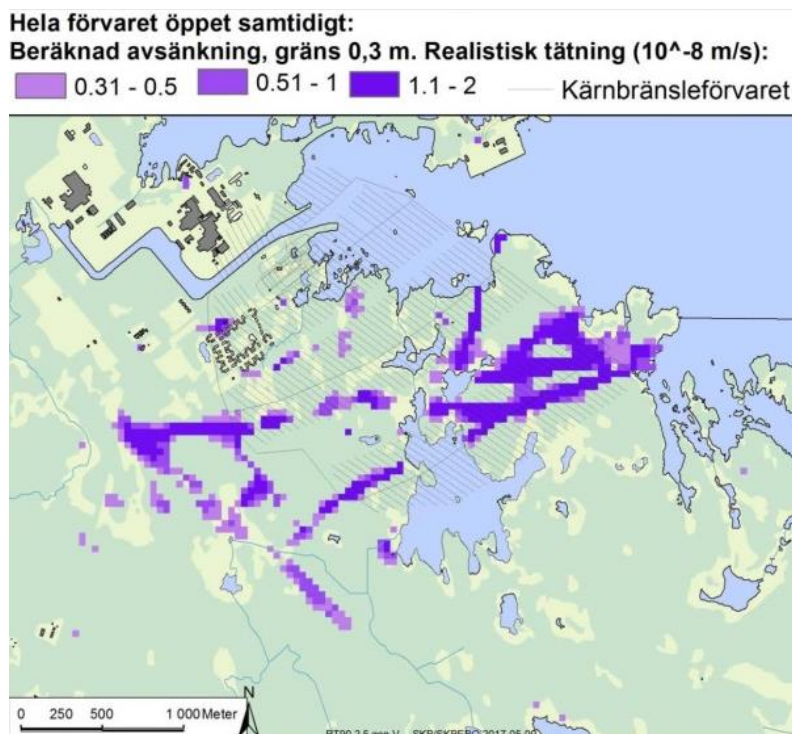 Hela förvaret öppet samtidigt:
Beräknad avsänkning, gräns 0,3 m. Realistisk tätning (10^-8 m/s):
0.31 - 0.5 0.51 - 1 1.1 - 2 Kärnbränsleförvaret
N
0 250 500 1 000 Meter